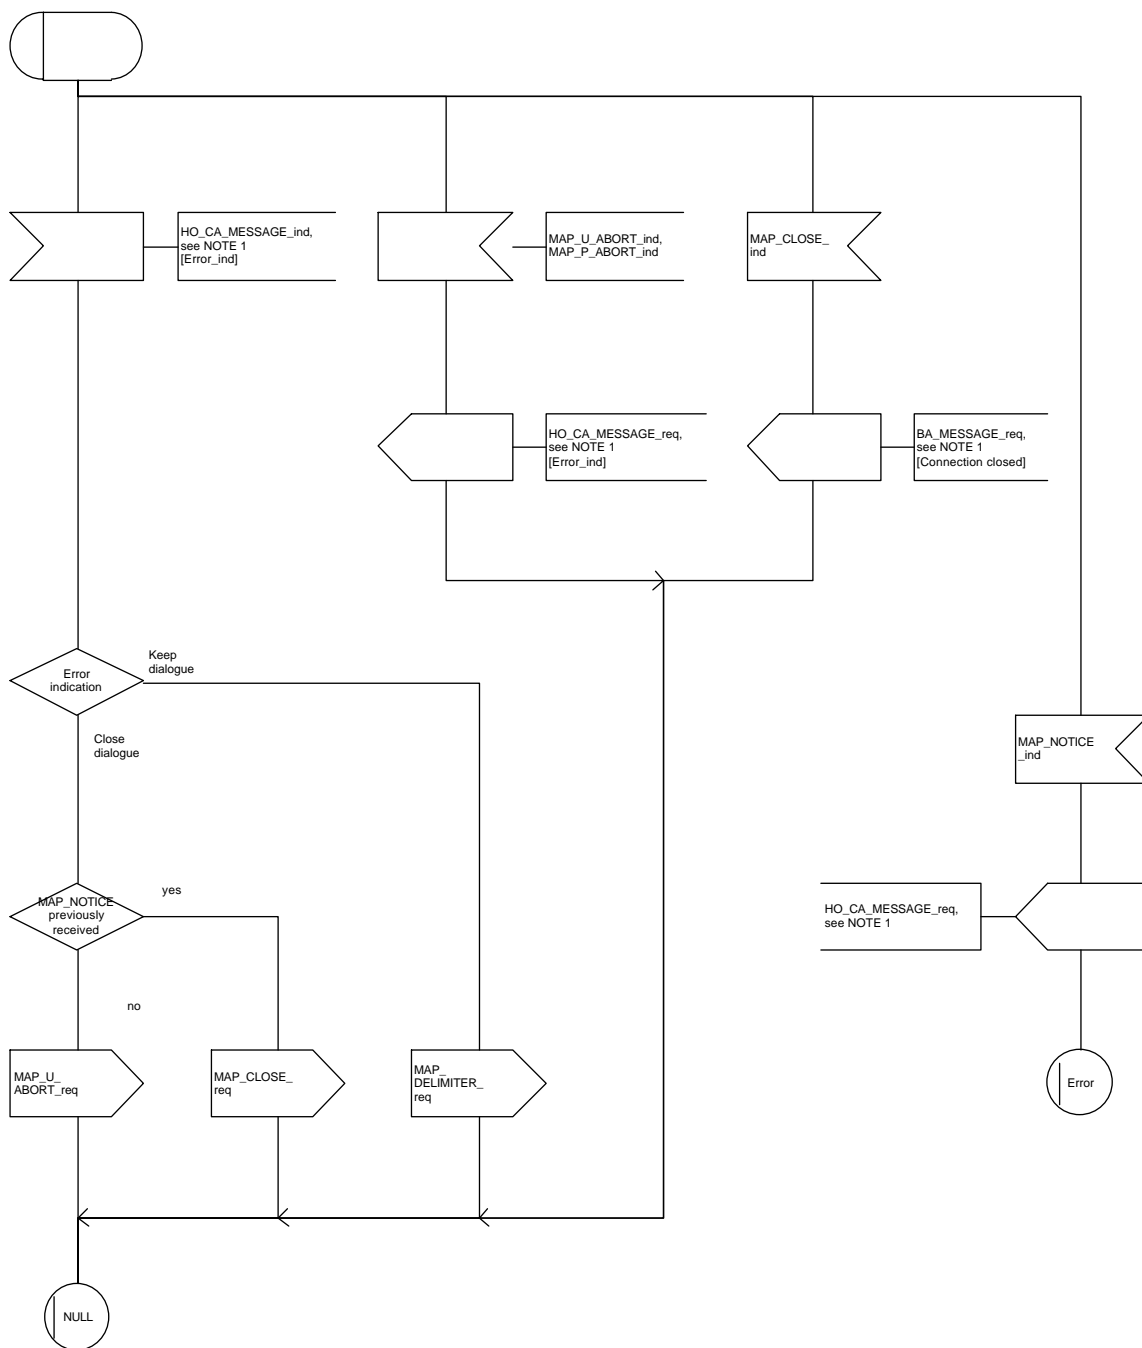 HO_CA_MESSAGE_ind,
see NOTE 1
[Error_ind]
MAP_U_ABORT_ind,
MAP_P_ABORT_ind
MAP_CLOSE_
ind
HO_CA_MESSAGE_req,
see NOTE 1
[Error_ind]
BA_MESSAGE_req,
see NOTE 1
[Connection closed]
Error
indication
Keep
dialogue
Close
dialogue
MAP_NOTICE
_ind
MAP_NOTICE
previously
received
yes
HO_CA_MESSAGE_req,
see NOTE 1
no
MAP_U_
ABORT_req
MAP_CLOSE_
req
MAP_
DELIMITER_
req
Error
NULL